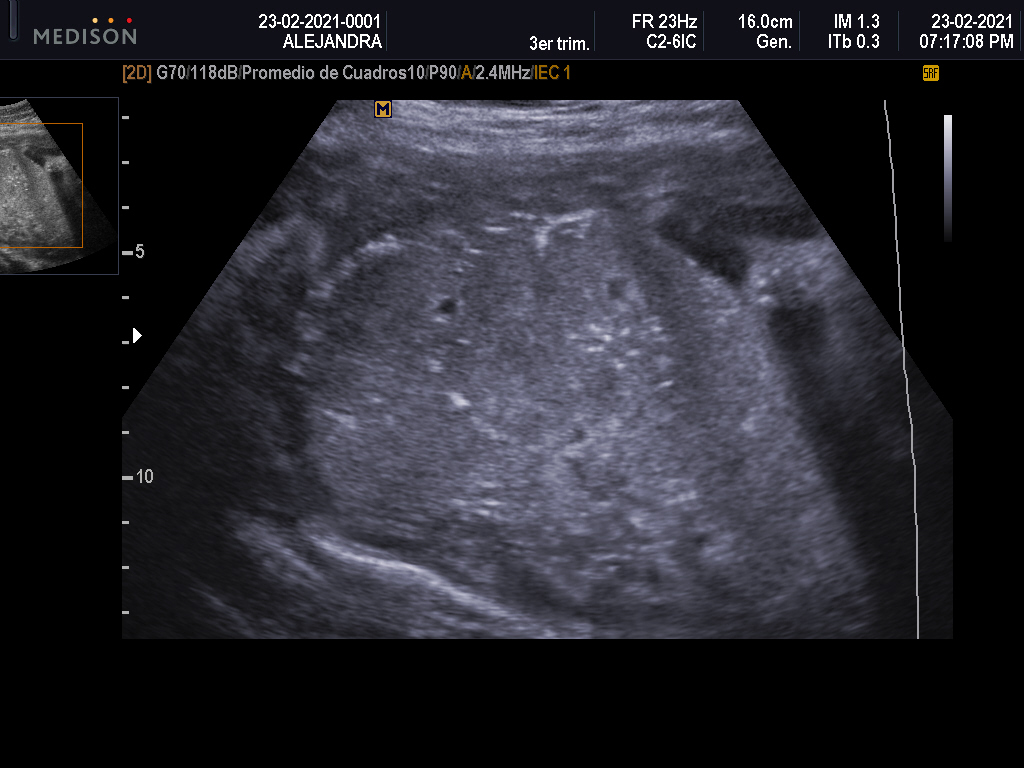 MEDISON
23-02-2021-0001
ALEJANDRA
3er trim.
FR 23Hz
C2-6IC
16.0cm
Gen.
IM 1.3
ITb 0.3
23-02-2021
07:17:08 PM
[2D] G70/118dB/Promedio de Cuadros10/P90/A/2.4MHz/IEC 1
SRF
M
5
10